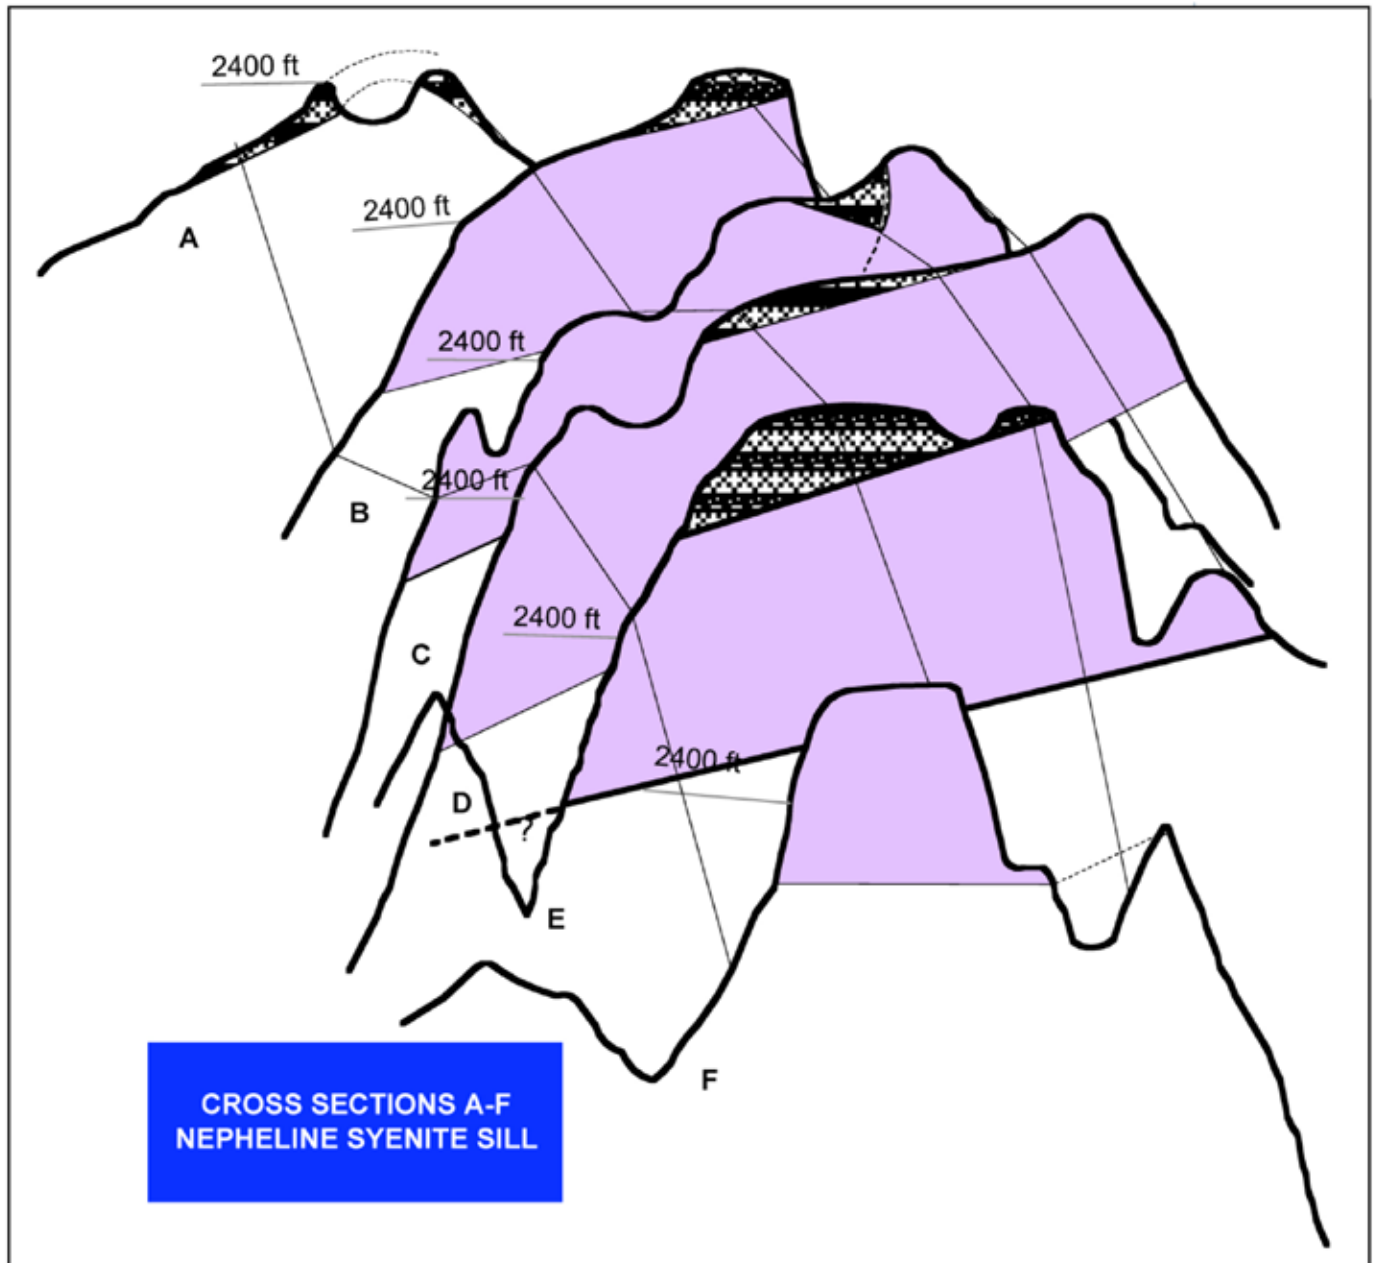 2400 ft
A
2400 ft
2400 ft
2400 ft
B
2400 ft
C
2400 ft
D
?
E
F
CROSS SECTIONS A-F
NEPHELINE SYENITE SILL